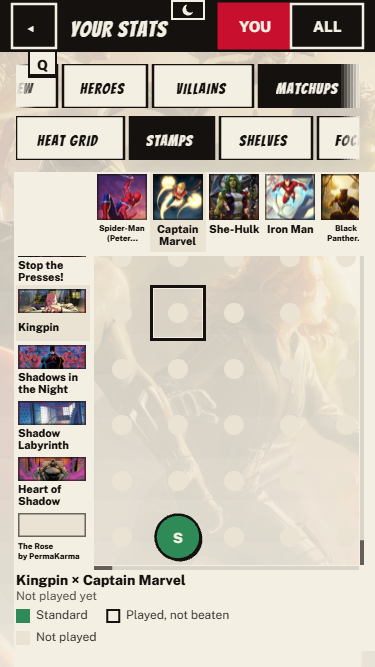 ◂ YOUR STATS YOU ALL
Q
HEROES VILLAINS MATCHUPS
HEAT GRID STAMPS SHELVES
Spider-Man (Peter...
Captain Marvel
She-Hulk
Iron Man
Black Panther.
Stop the
Presses!
Kingpin
Shadows in
the Night
Shadow
Labyrinth
Heart of
Shadow
The Rose
by PermaKarma
S
Kingpin × Captain Marvel
Not played yet
Standard Played, not beaten
Not played